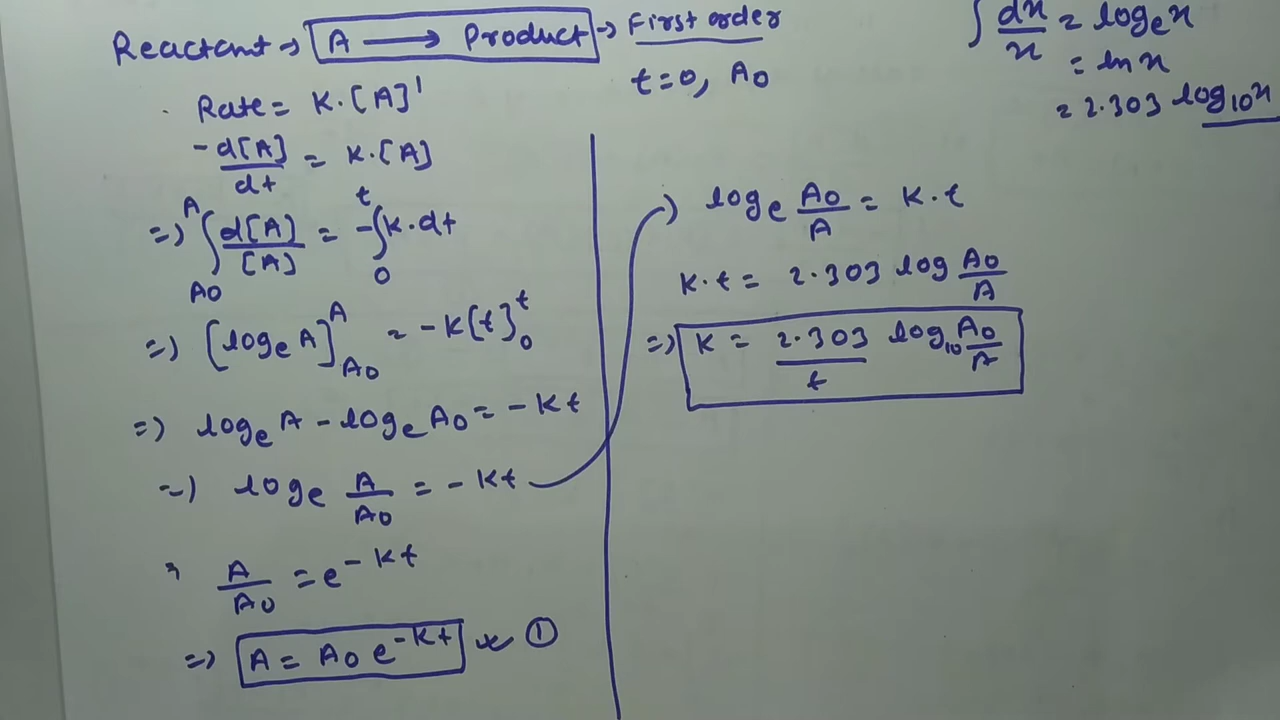 Reactant → A ⟶ Product → First order
t=0, A₀
Rate = K·[A]¹
-d[A]/dt = K·[A]
=) ∫_{A₀}^{A} d[A]/[A] = -∫_{0}^{t} K·dt
=) [logₑ A]_{A₀}^{A} = -K[t]₀ᵗ
=) logₑ A - logₑ A₀ = -Kt
=) logₑ A/A₀ = -Kt
A/A₀ = e^{-Kt}
=) A = A₀ e^{-Kt} ①
∫ dx/x = logₑ x
= ln x
= 2.303 log₁₀ x
=) logₑ A₀/A = K·t
K·t = 2.303 log A₀/A
=) K = 2.303/t log₁₀ A₀/A